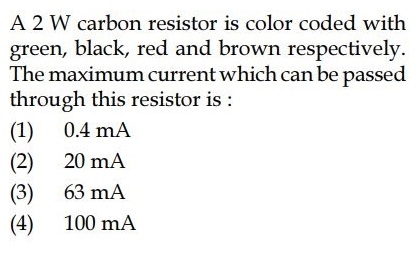 A 2 W carbon resistor is color coded with
green, black, red and brown respectively.
The maximum current which can be passed
through this resistor is :
(1) 0.4 mA
(2) 20 mA
(3) 63 mA
(4) 100 mA